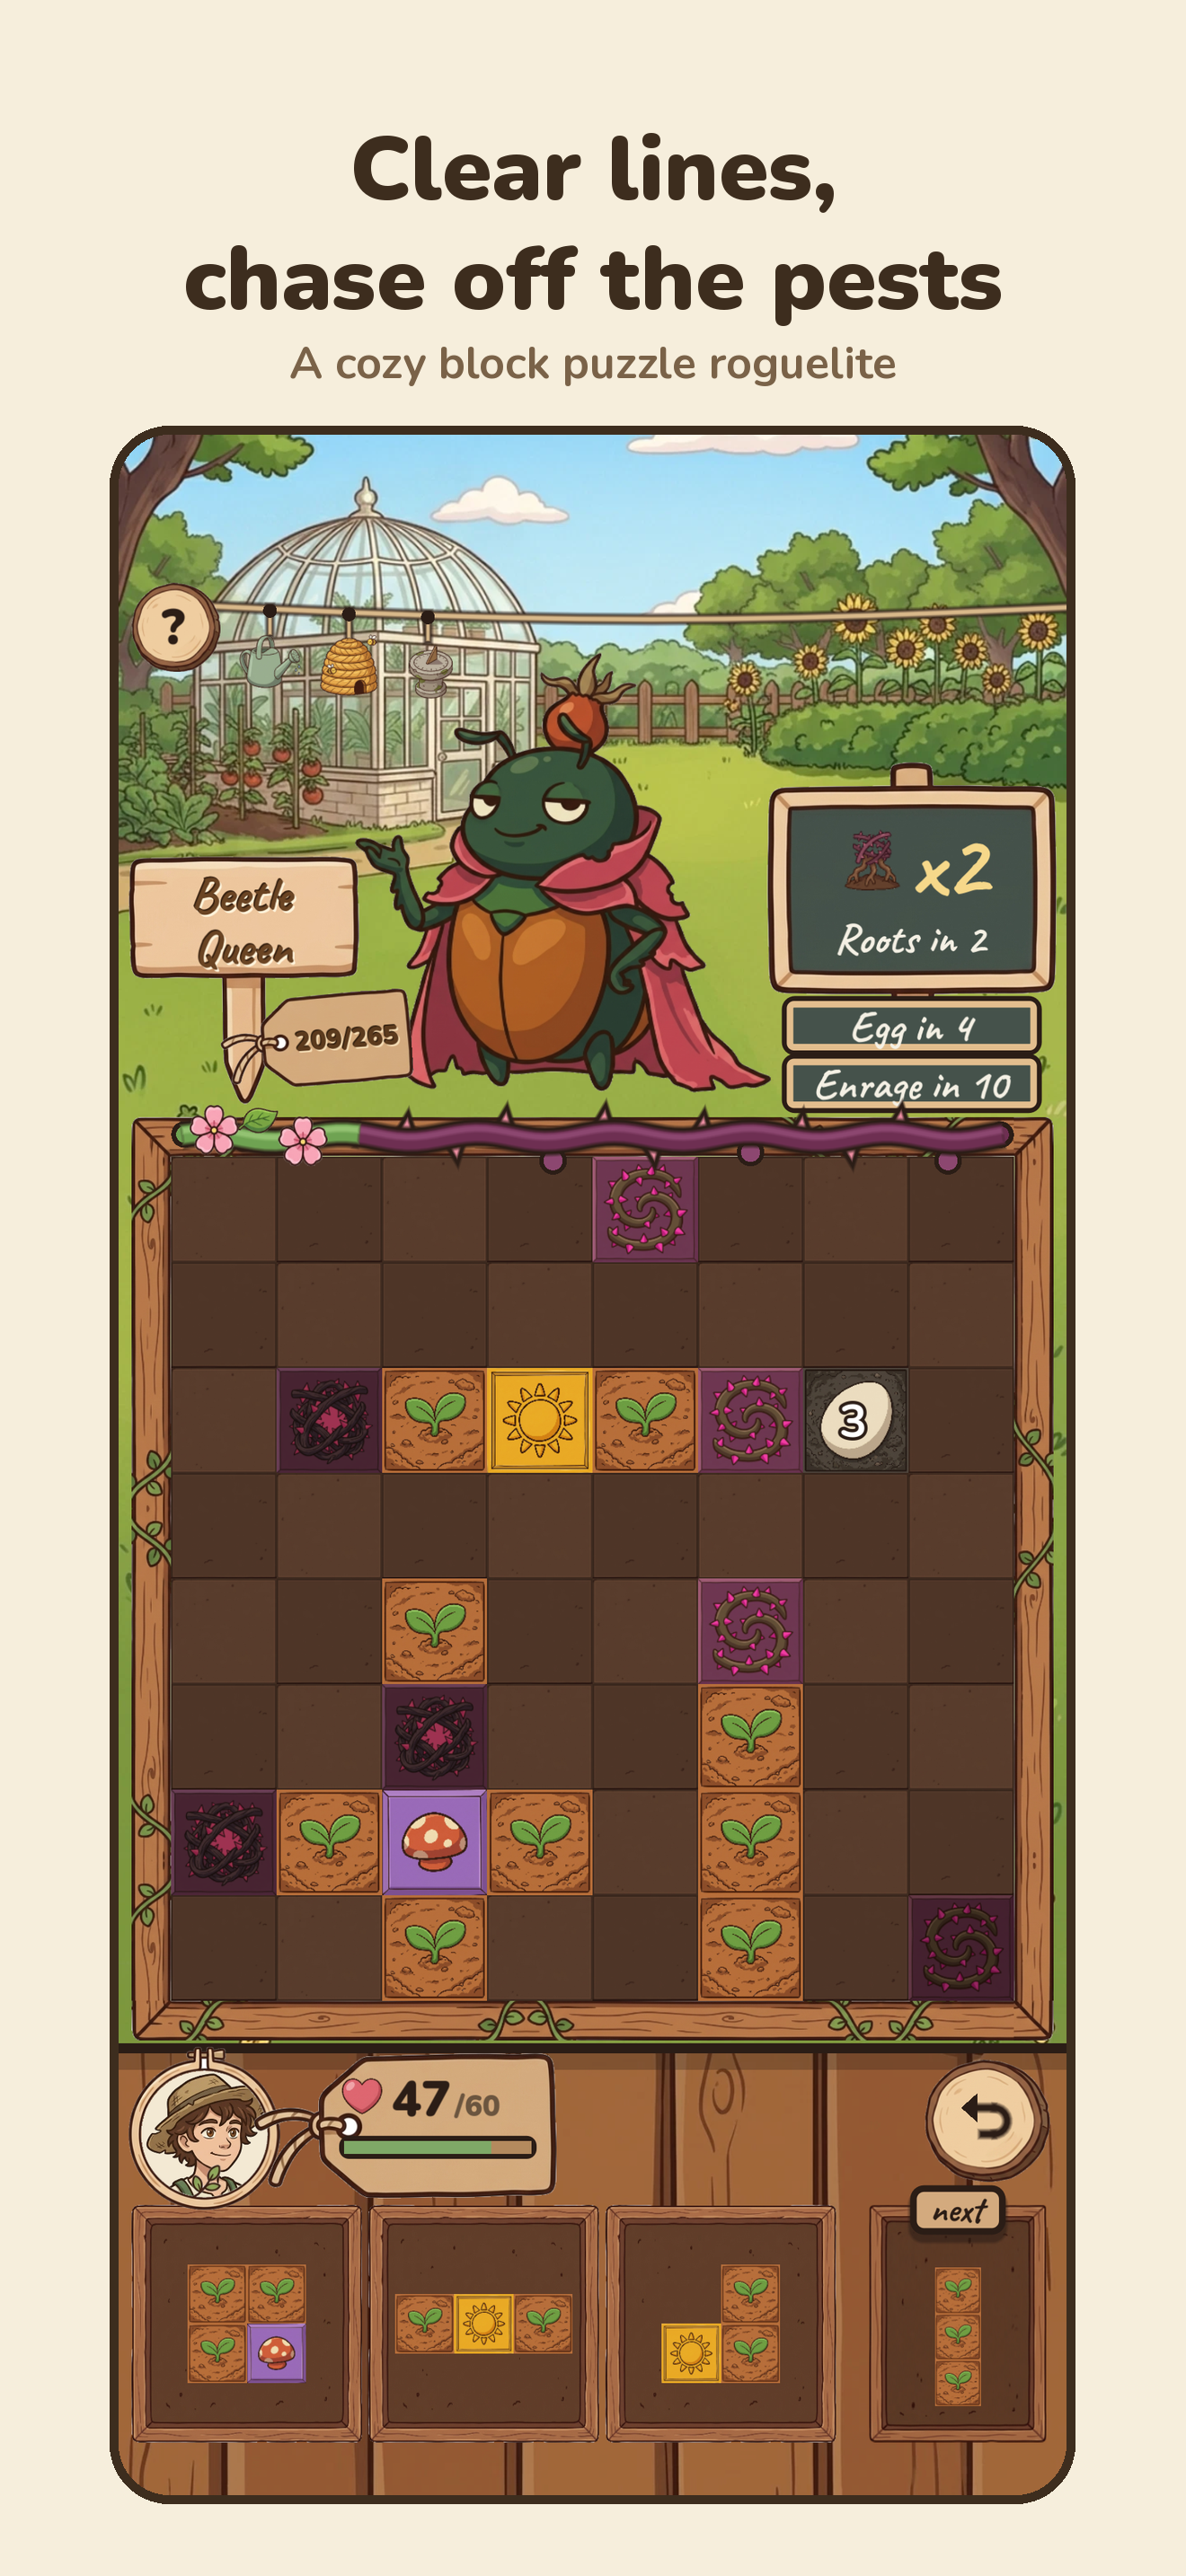 Clear lines,
chase off the pests
A cozy block puzzle roguelite
?
x2
Beetle
Queen
Roots in 2
209/265
Egg in 4
Enrage in 10
3
47/60
next